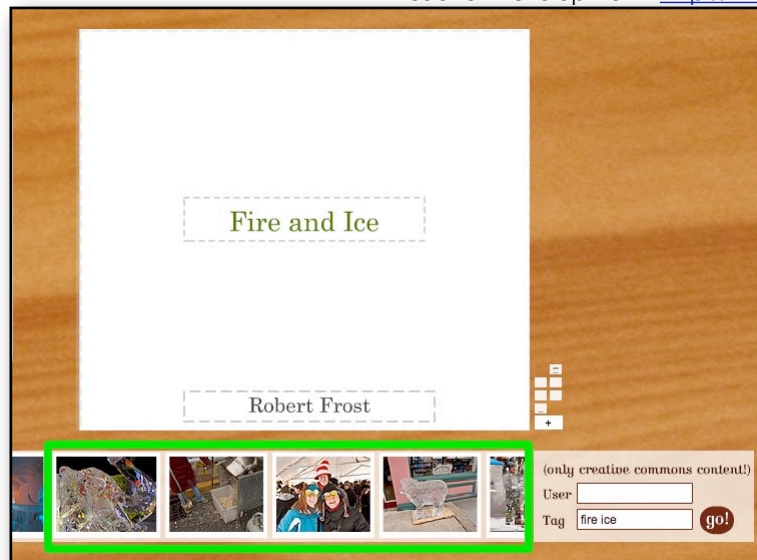 Fire and Ice
Robert Frost
(only creative commons content!)
User
Tag fire ice go!